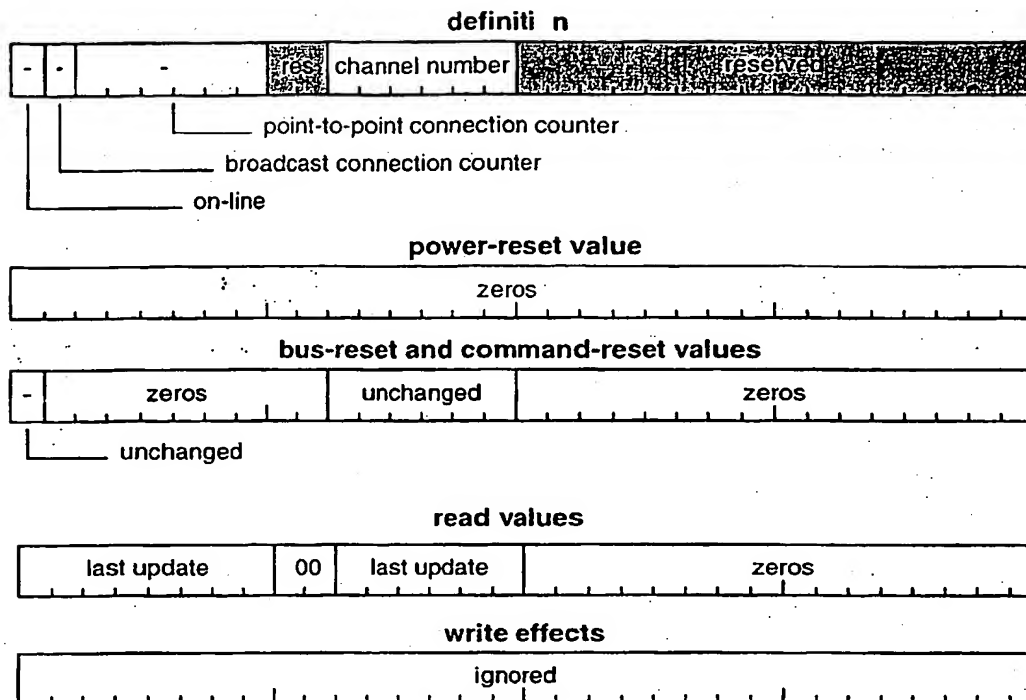 definiti n
- - - res channel number reserved
point-to-point connection counter
broadcast connection counter
on-line
power-reset value
zeros
bus-reset and command-reset values
- zeros unchanged zeros
unchanged
read values
last update 00 last update zeros
write effects
ignored